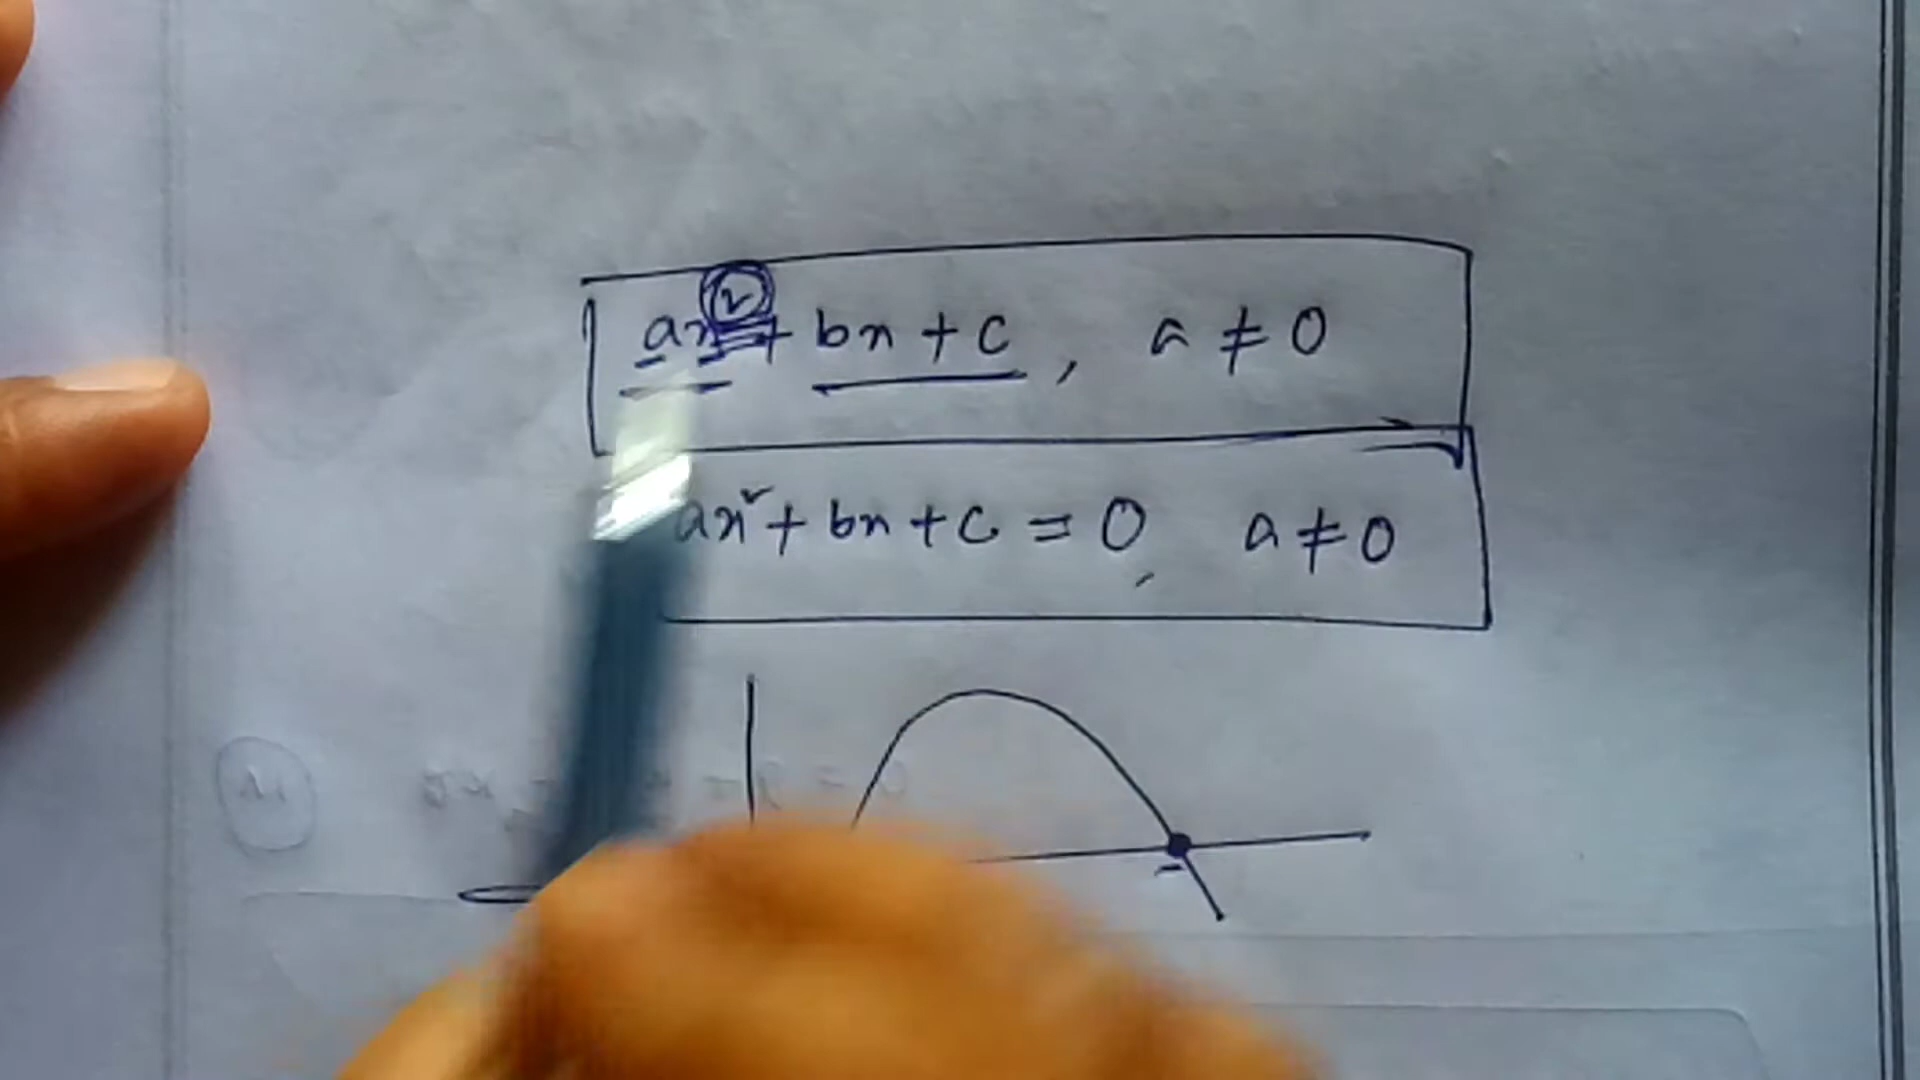 ax² + bx + c, a ≠ 0
ax² + bx + c = 0, a ≠ 0